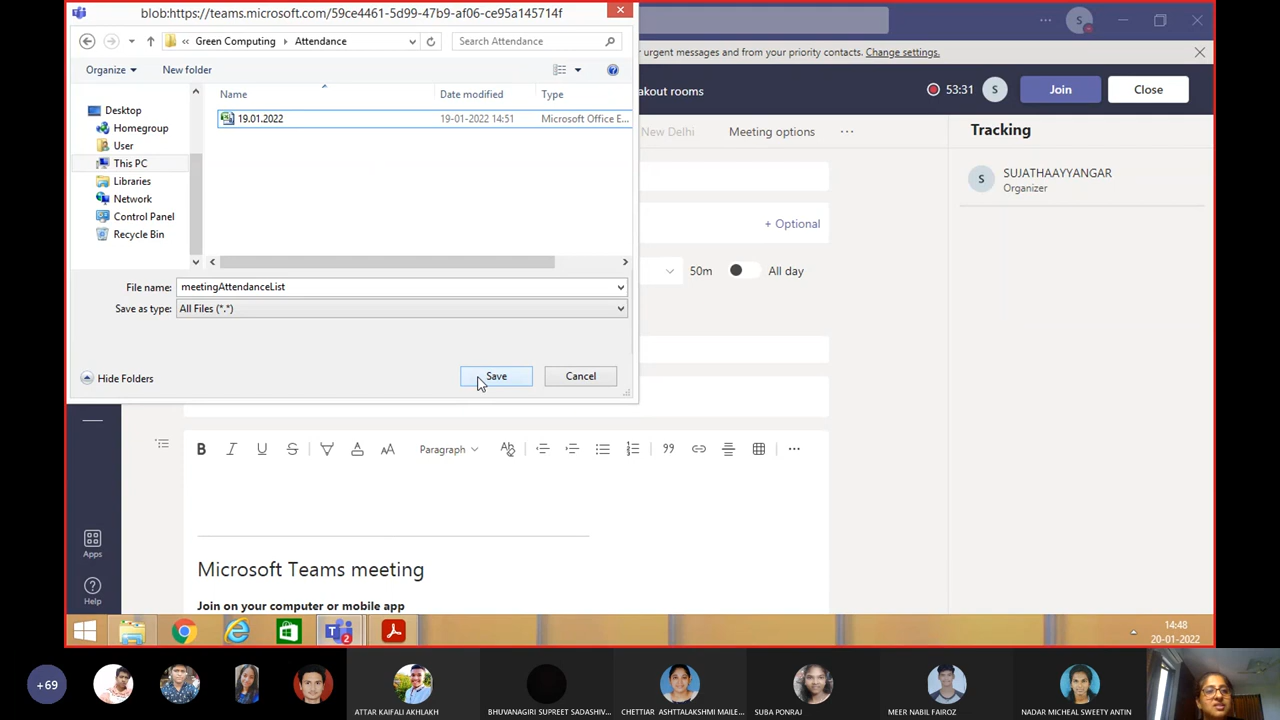 blob:https://teams.microsoft.com/59ce4461-5d99-47b9-af06-ce95a145714f
« Green Computing › Attendance
Search Attendance
Organize
New folder
Name
Date modified
Type
19.01.2022
19-01-2022 14:51
Microsoft Office E...
Desktop
Homegroup
User
This PC
Libraries
Network
Control Panel
Recycle Bin
File name:
meetingAttendanceList
Save as type:
All Files (*.*)
Hide Folders
Save
Cancel
S
urgent messages and from your priority contacts. Change settings.
akout rooms
53:31
S
Join
Close
New Delhi
Meeting options
Tracking
S
SUJATHAAYYANGAR
Organizer
+ Optional
50m
All day
B I U S
A
AA
Paragraph
Microsoft Teams meeting
Join on your computer or mobile app
Apps
Help
2
14:48
20-01-2022
+69
ATTAR KAIFALI AKHLAKH
BHUVANAGIRI SUPREET SADASHIV...
CHETTIAR ASHTTALAKSHMI MAILE...
SUBA PONRAJ
MEER NABIL FAIROZ
NADAR MICHEAL SWEETY ANTIN